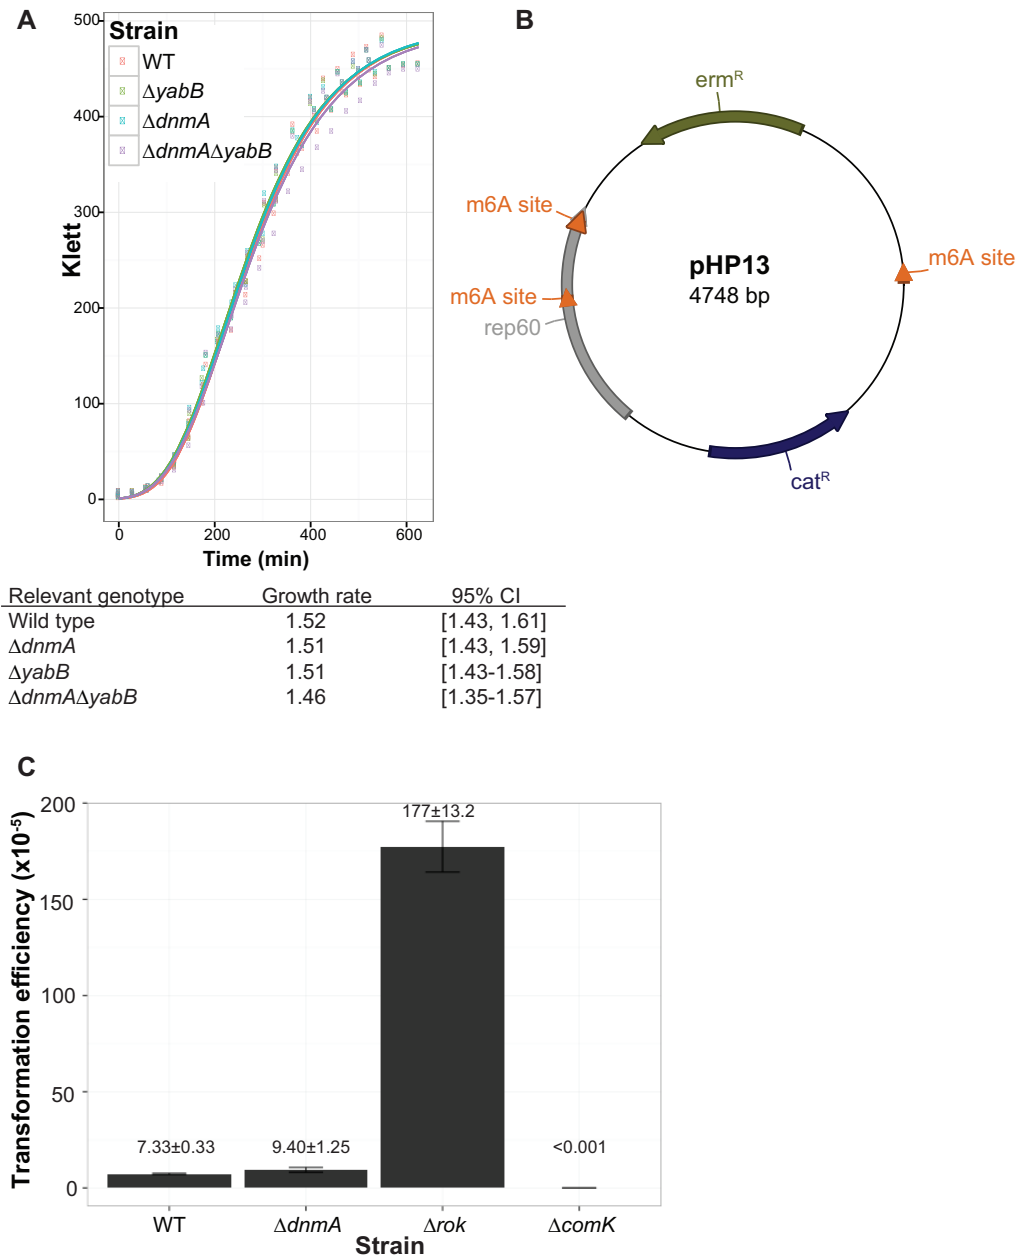 A
Strain
WT
ΔyabB
ΔdnmA
ΔdnmAΔyabB
500
400
300
200
100
0
Klett
0 200 400 600
Time (min)
B
ermR
m6A site
m6A site
m6A site
rep60
pHP13
4748 bp
catR
Relevant genotype Growth rate 95% CI
Wild type 1.52 [1.43, 1.61]
ΔdnmA 1.51 [1.43, 1.59]
ΔyabB 1.51 [1.43-1.58]
ΔdnmAΔyabB 1.46 [1.35-1.57]
C
Transformation efficiency (x10-5)
200
150
100
50
0
7.33±0.33
9.40±1.25
177±13.2
<0.001
WT ΔdnmA Δrok ΔcomK
Strain